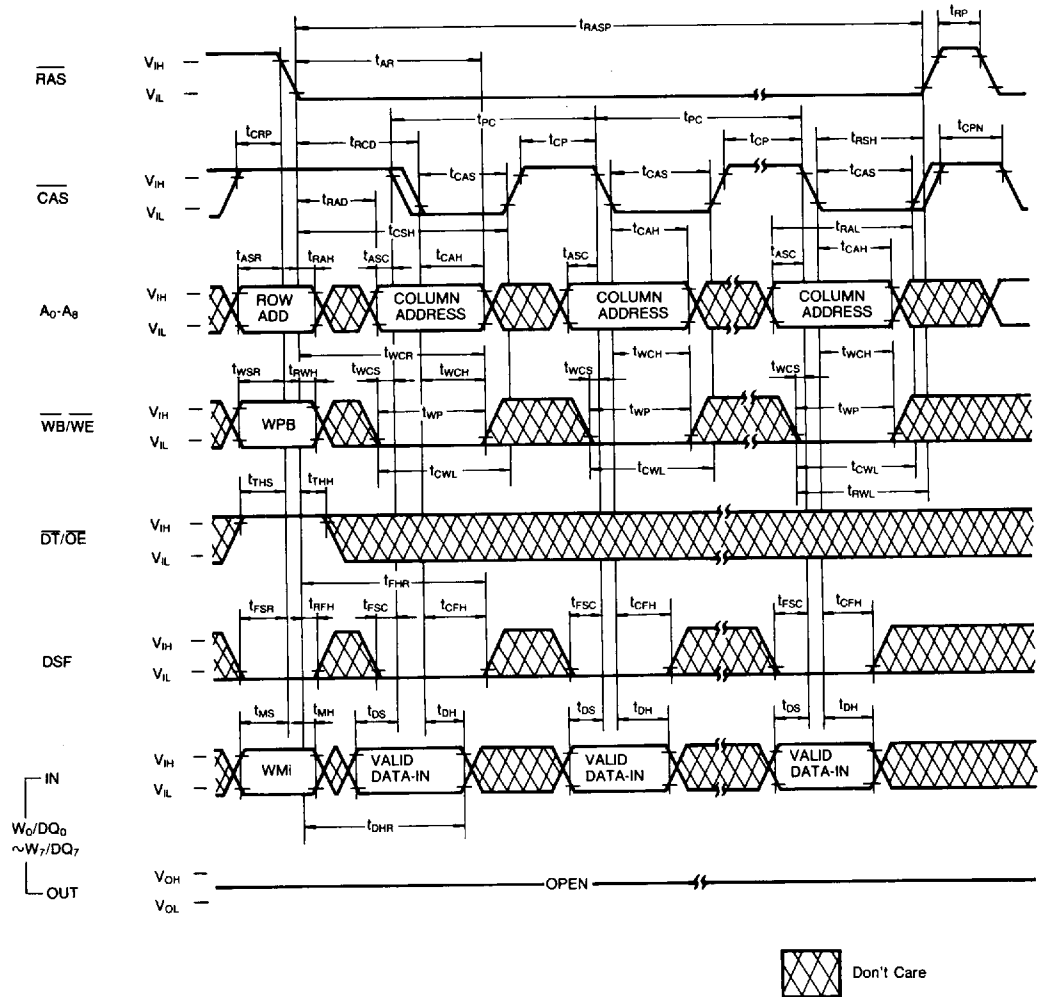 tRASP
tRP
tAR
RAS
VIH
VIL
tPC
tPC
tCRP
tRCD
tCP
tCP
tRSH
tCPN
tCAS
tCAS
tCAS
CAS
VIH
VIL
tRAD
tCSH
tRAL
tASR
tRAH
tASC
tCAH
tASC
tCAH
tASC
tCAH
A0-A8
VIH
VIL
ROW ADD
COLUMN ADDRESS
COLUMN ADDRESS
COLUMN ADDRESS
tWCR
tWSR
tRWH
tWCS
tWCH
tWCS
tWCH
tWCS
tWCH
WB/WE
VIH
VIL
WPB
tWP
tWP
tWP
tCWL
tCWL
tCWL
tRWL
tTHS
tTHH
DT/OE
VIH
VIL
tFHR
tFSR
tRFH
tFSC
tCFH
tFSC
tCFH
tFSC
tCFH
DSF
VIH
VIL
tMS
tMH
tDS
tDH
tDS
tDH
tDS
tDH
VIH
VIL
WMi
VALID DATA-IN
VALID DATA-IN
VALID DATA-IN
IN
tDHR
W0/DQ0
~W7/DQ7
OUT
VOH
VOL
OPEN
Don't Care